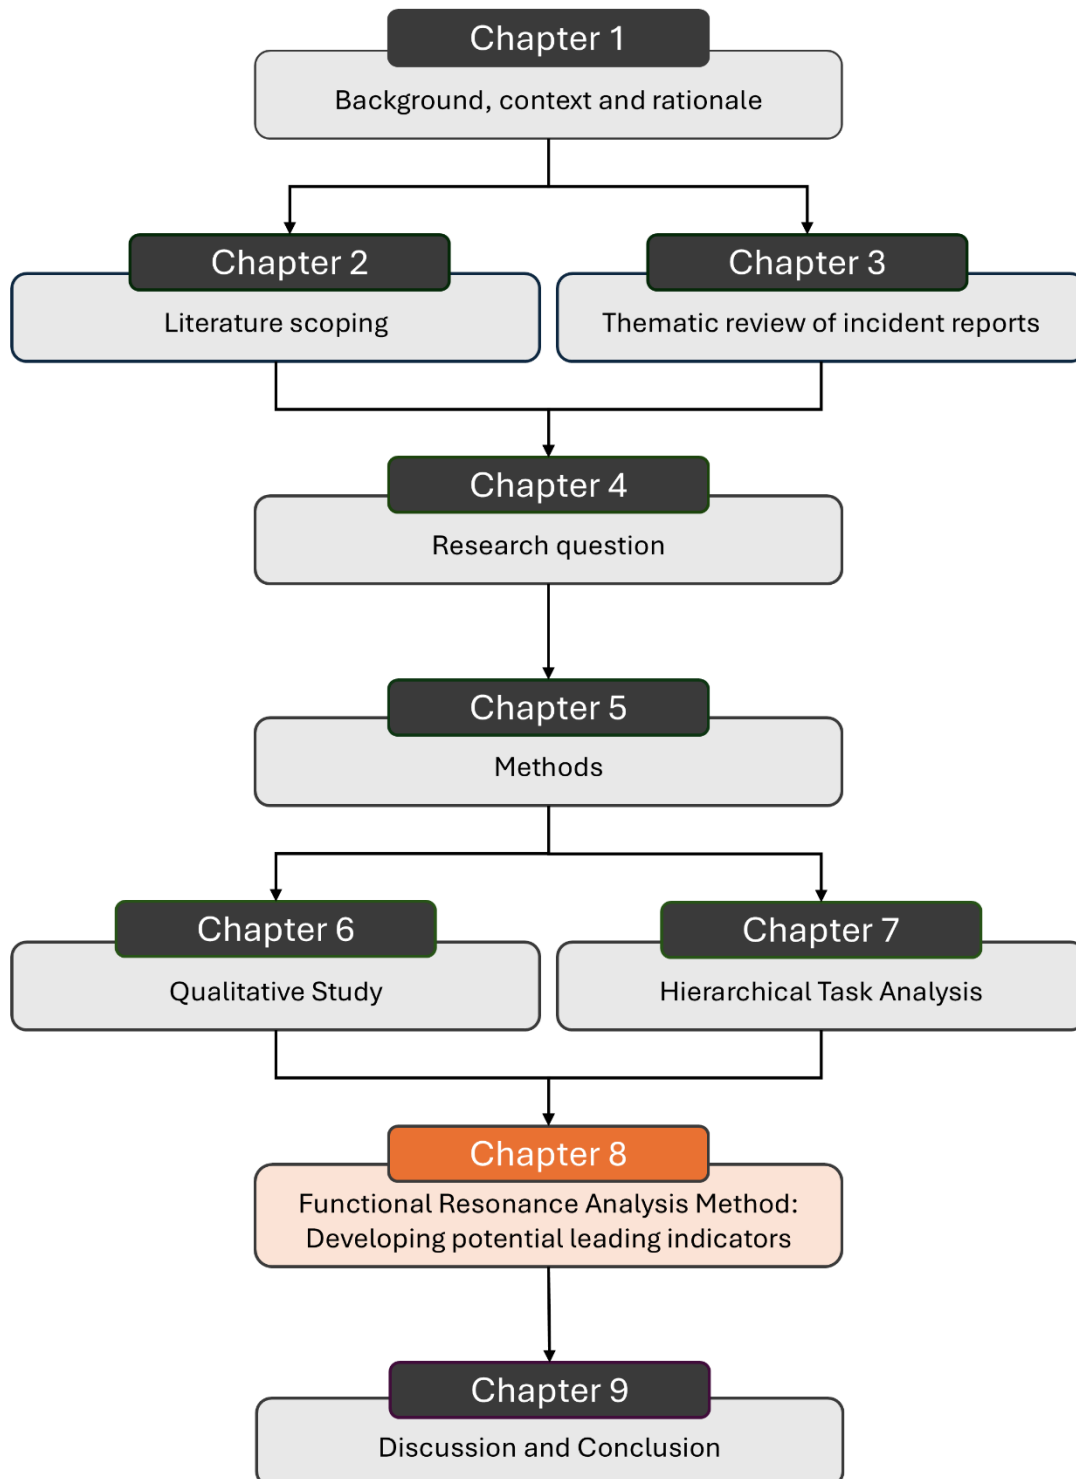 Chapter 1
Background, context and rationale
Chapter 2
Literature scoping
Chapter 3
Thematic review of incident reports
Chapter 4
Research question
Chapter 5
Methods
Chapter 6
Qualitative Study
Chapter 7
Hierarchical Task Analysis
Chapter 8
Functional Resonance Analysis Method:
Developing potential leading indicators
Chapter 9
Discussion and Conclusion